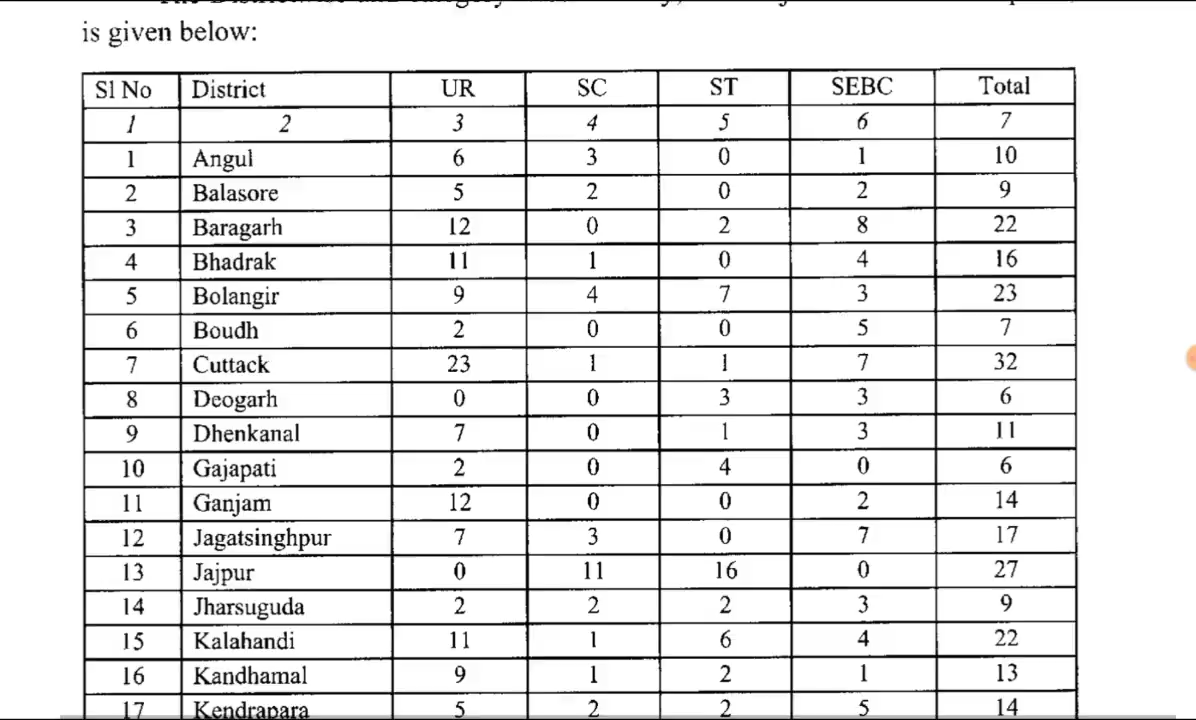 is given below:
Sl No District UR SC ST SEBC Total
1 2 3 4 5 6 7
1 Angul 6 3 0 1 10
2 Balasore 5 2 0 2 9
3 Baragarh 12 0 2 8 22
4 Bhadrak 11 1 0 4 16
5 Bolangir 9 4 7 3 23
6 Boudh 2 0 0 5 7
7 Cuttack 23 1 1 7 32
8 Deogarh 0 0 3 3 6
9 Dhenkanal 7 0 1 3 11
10 Gajapati 2 0 4 0 6
11 Ganjam 12 0 0 2 14
12 Jagatsinghpur 7 3 0 7 17
13 Jajpur 0 11 16 0 27
14 Jharsuguda 2 2 2 3 9
15 Kalahandi 11 1 6 4 22
16 Kandhamal 9 1 2 1 13
17 Kendrapara 5 2 2 5 14